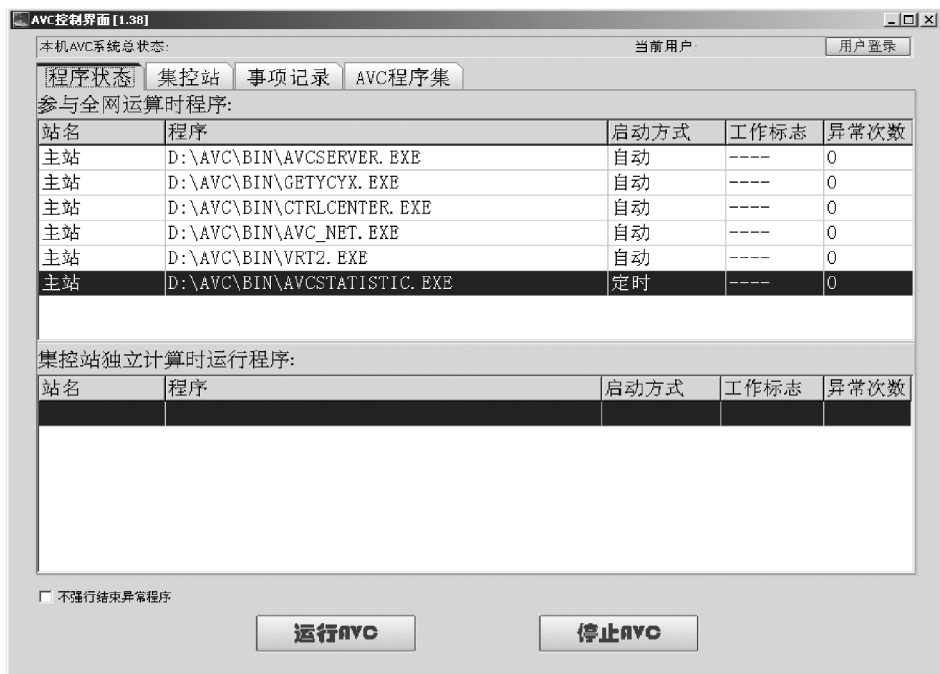 AVC控制界面[1.38]
本机AVC系统总状态: 当前用户: 用户登录
程序状态 集控站 事项记录 AVC程序集
参与全网运算时程序:
站名 程序 启动方式 工作标志 异常次数
主站 D:\AVC\BIN\AVCSERVER.EXE 自动 ---- 0
主站 D:\AVC\BIN\GETYCYX.EXE 自动 ---- 0
主站 D:\AVC\BIN\CTRLCENTER.EXE 自动 ---- 0
主站 D:\AVC\BIN\AVC_NET.EXE 自动 ---- 0
主站 D:\AVC\BIN\VRT2.EXE 自动 ---- 0
主站 D:\AVC\BIN\AVCSTATISTIC.EXE 定时 ---- 0
集控站独立计算时运行程序:
站名 程序 启动方式 工作标志 异常次数
不强行结束异常程序
运行AVC 停止AVC